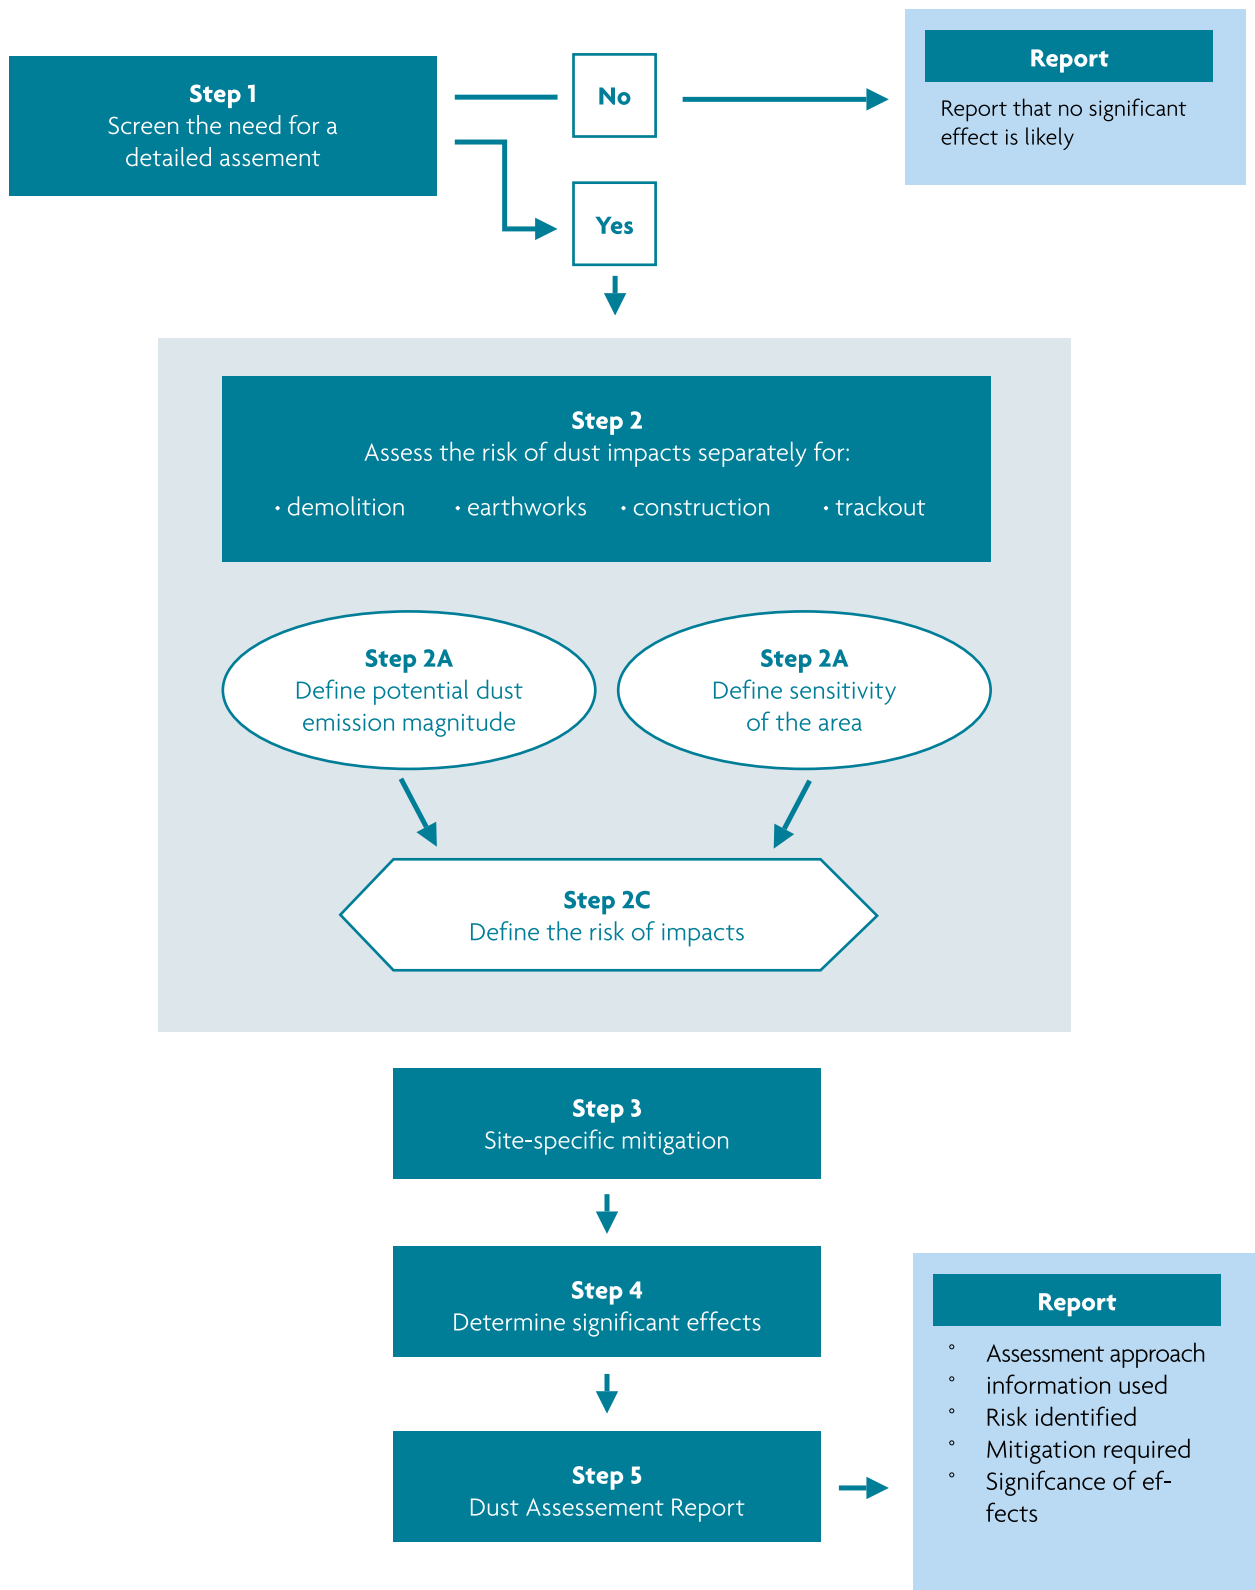 Step 1
Screen the need for a
detailed assement
No
Yes
Report
Report that no significant
effect is likely
Step 2
Assess the risk of dust impacts separately for:
• demolition • earthworks • construction • trackout
Step 2A
Define potential dust
emission magnitude
Step 2A
Define sensitivity
of the area
Step 2C
Define the risk of impacts
Step 3
Site-specific mitigation
Step 4
Determine significant effects
Step 5
Dust Assessement Report
Report
° Assessment approach
° information used
° Risk identified
° Mitigation required
° Signifcance of ef-
fects